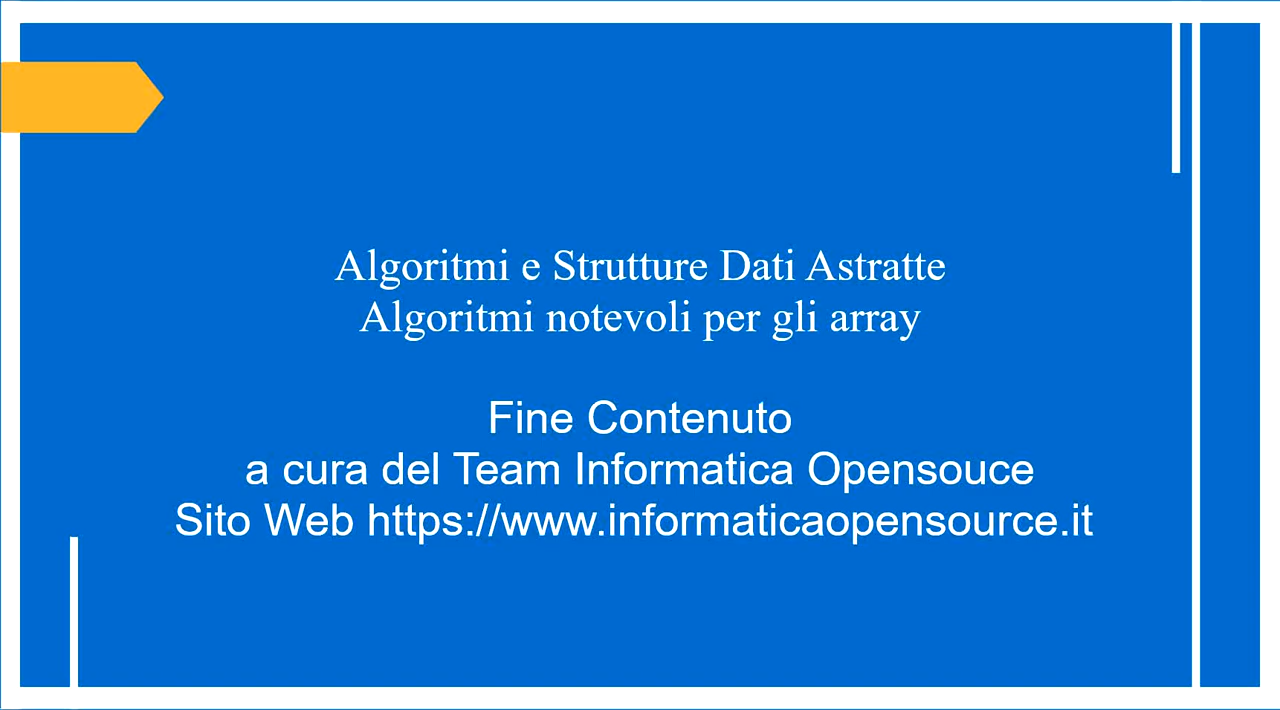 Algoritmi e Strutture Dati Astratte
Algoritmi notevoli per gli array
Fine Contenuto
a cura del Team Informatica Opensouce
Sito Web https://www.informaticaopensource.it